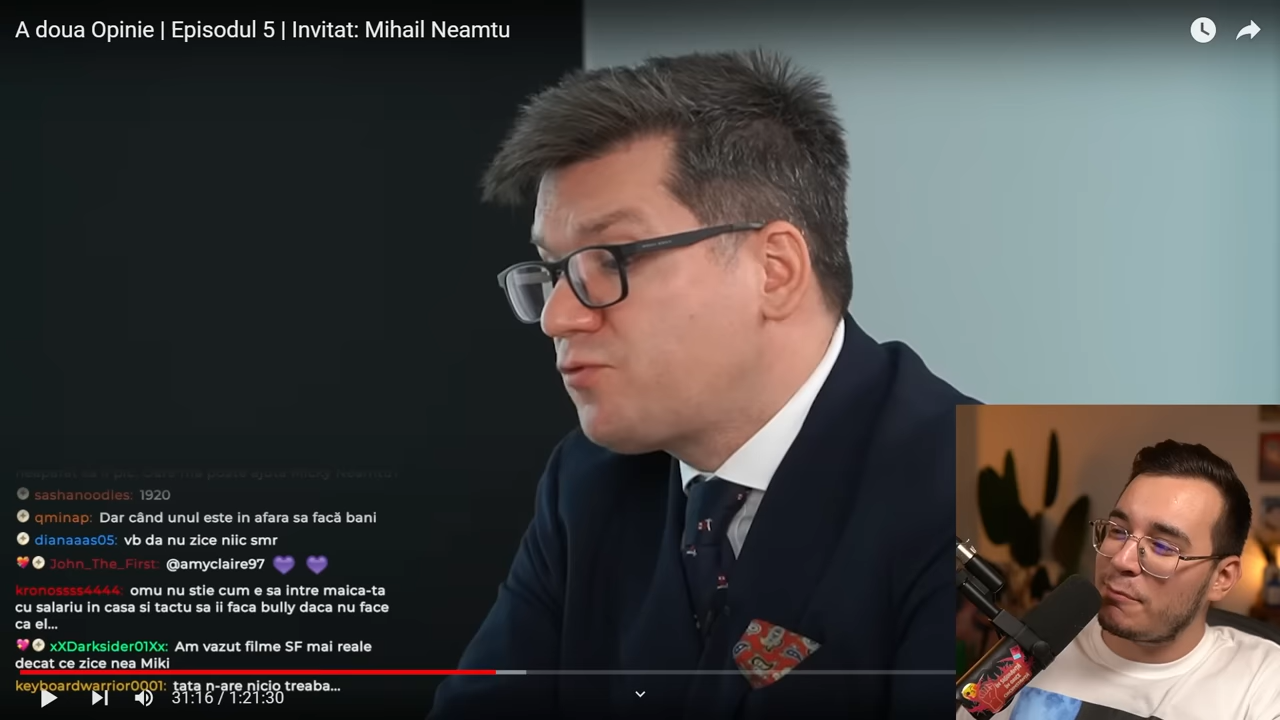 A doua Opinie | Episodul 5 | Invitat: Mihail Neamtu
sashanoodles: 1920
qminap: Dar când unul este in afara sa facă bani
dianaaas05: vb da nu zice niic smr
John_The_First: @amyclaire97
kronossss4444: omu nu stie cum e sa intre maica-ta
cu salariu in casa si tactu sa ii faca bully daca nu face
ca el...
xXDarksider01Xx: Am vazut filme SF mai reale
decat ce zice nea Miki
keyboardwarrior0001: tata n-are nicio treaba...
31:16 / 1:21:30